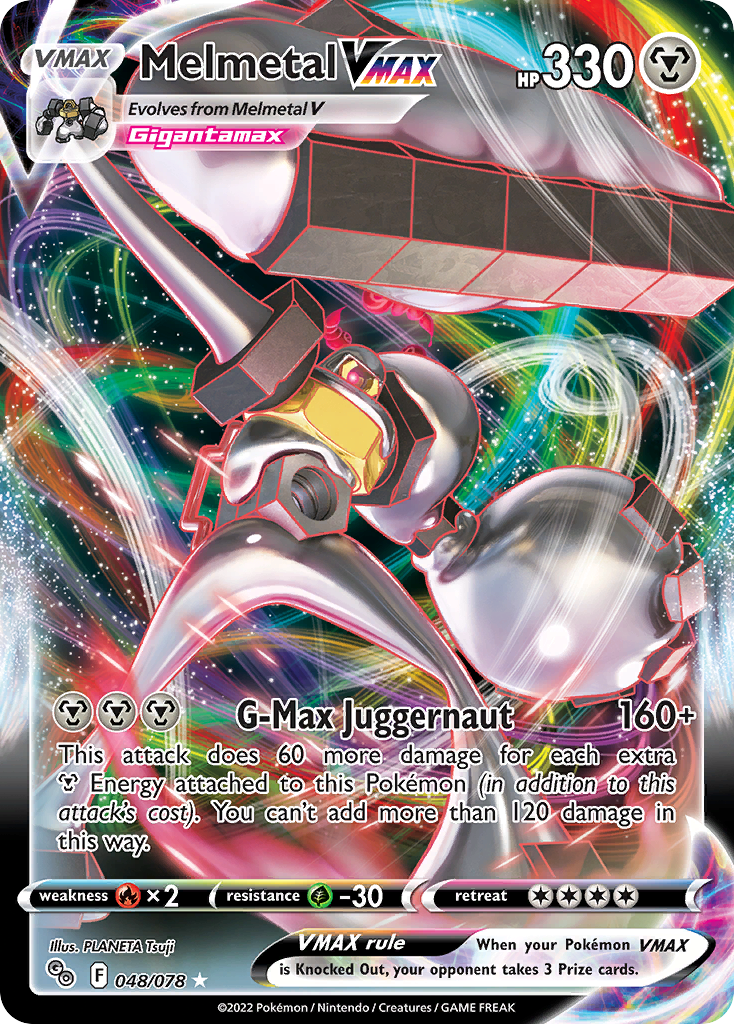 VMAX
Melmetal VMAX
HP 330
Evolves from Melmetal V
Gigantamax
G-Max Juggernaut 160+
This attack does 60 more damage for each extra
Energy attached to this Pokémon (in addition to this
attack's cost). You can't add more than 120 damage in
this way.
weakness ×2 resistance -30 retreat
Illus. PLANETA Tsuji
VMAX rule When your Pokémon VMAX
is Knocked Out, your opponent takes 3 Prize cards.
GO F 048/078
©2022 Pokémon / Nintendo / Creatures / GAME FREAK